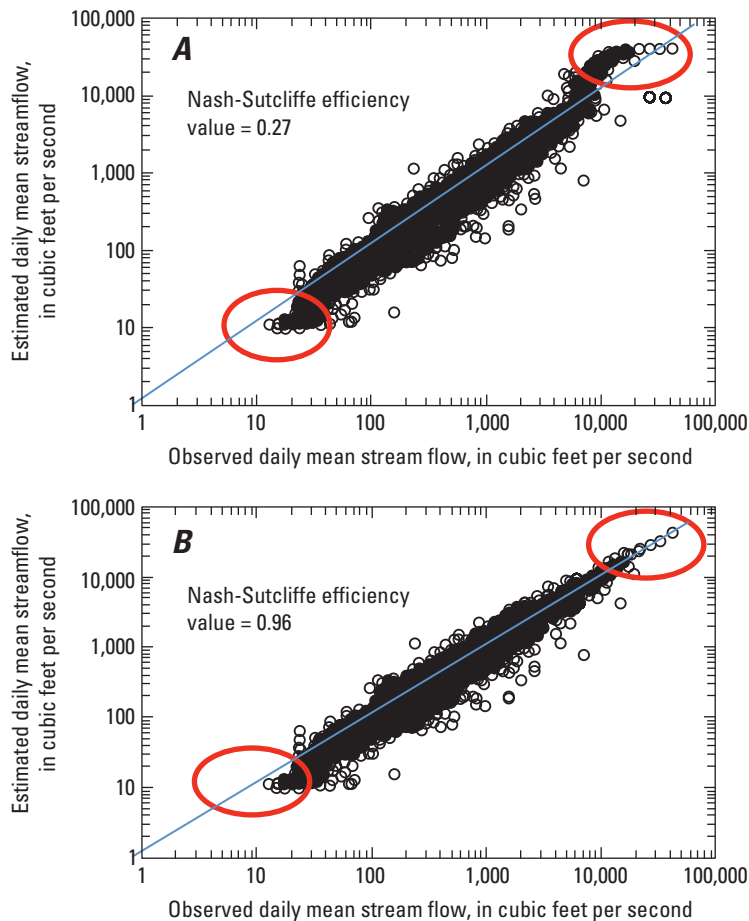 A
Nash-Sutcliffe efficiency
value = 0.27
Estimated daily mean streamflow,
in cubic feet per second
100,000
10,000
1,000
100
10
1
1 10 100 1,000 10,000 100,000
Observed daily mean stream flow, in cubic feet per second
B
Nash-Sutcliffe efficiency
value = 0.96
Estimated daily mean streamflow,
in cubic feet per second
100,000
10,000
1,000
100
10
1
1 10 100 1,000 10,000 100,000
Observed daily mean stream flow, in cubic feet per second